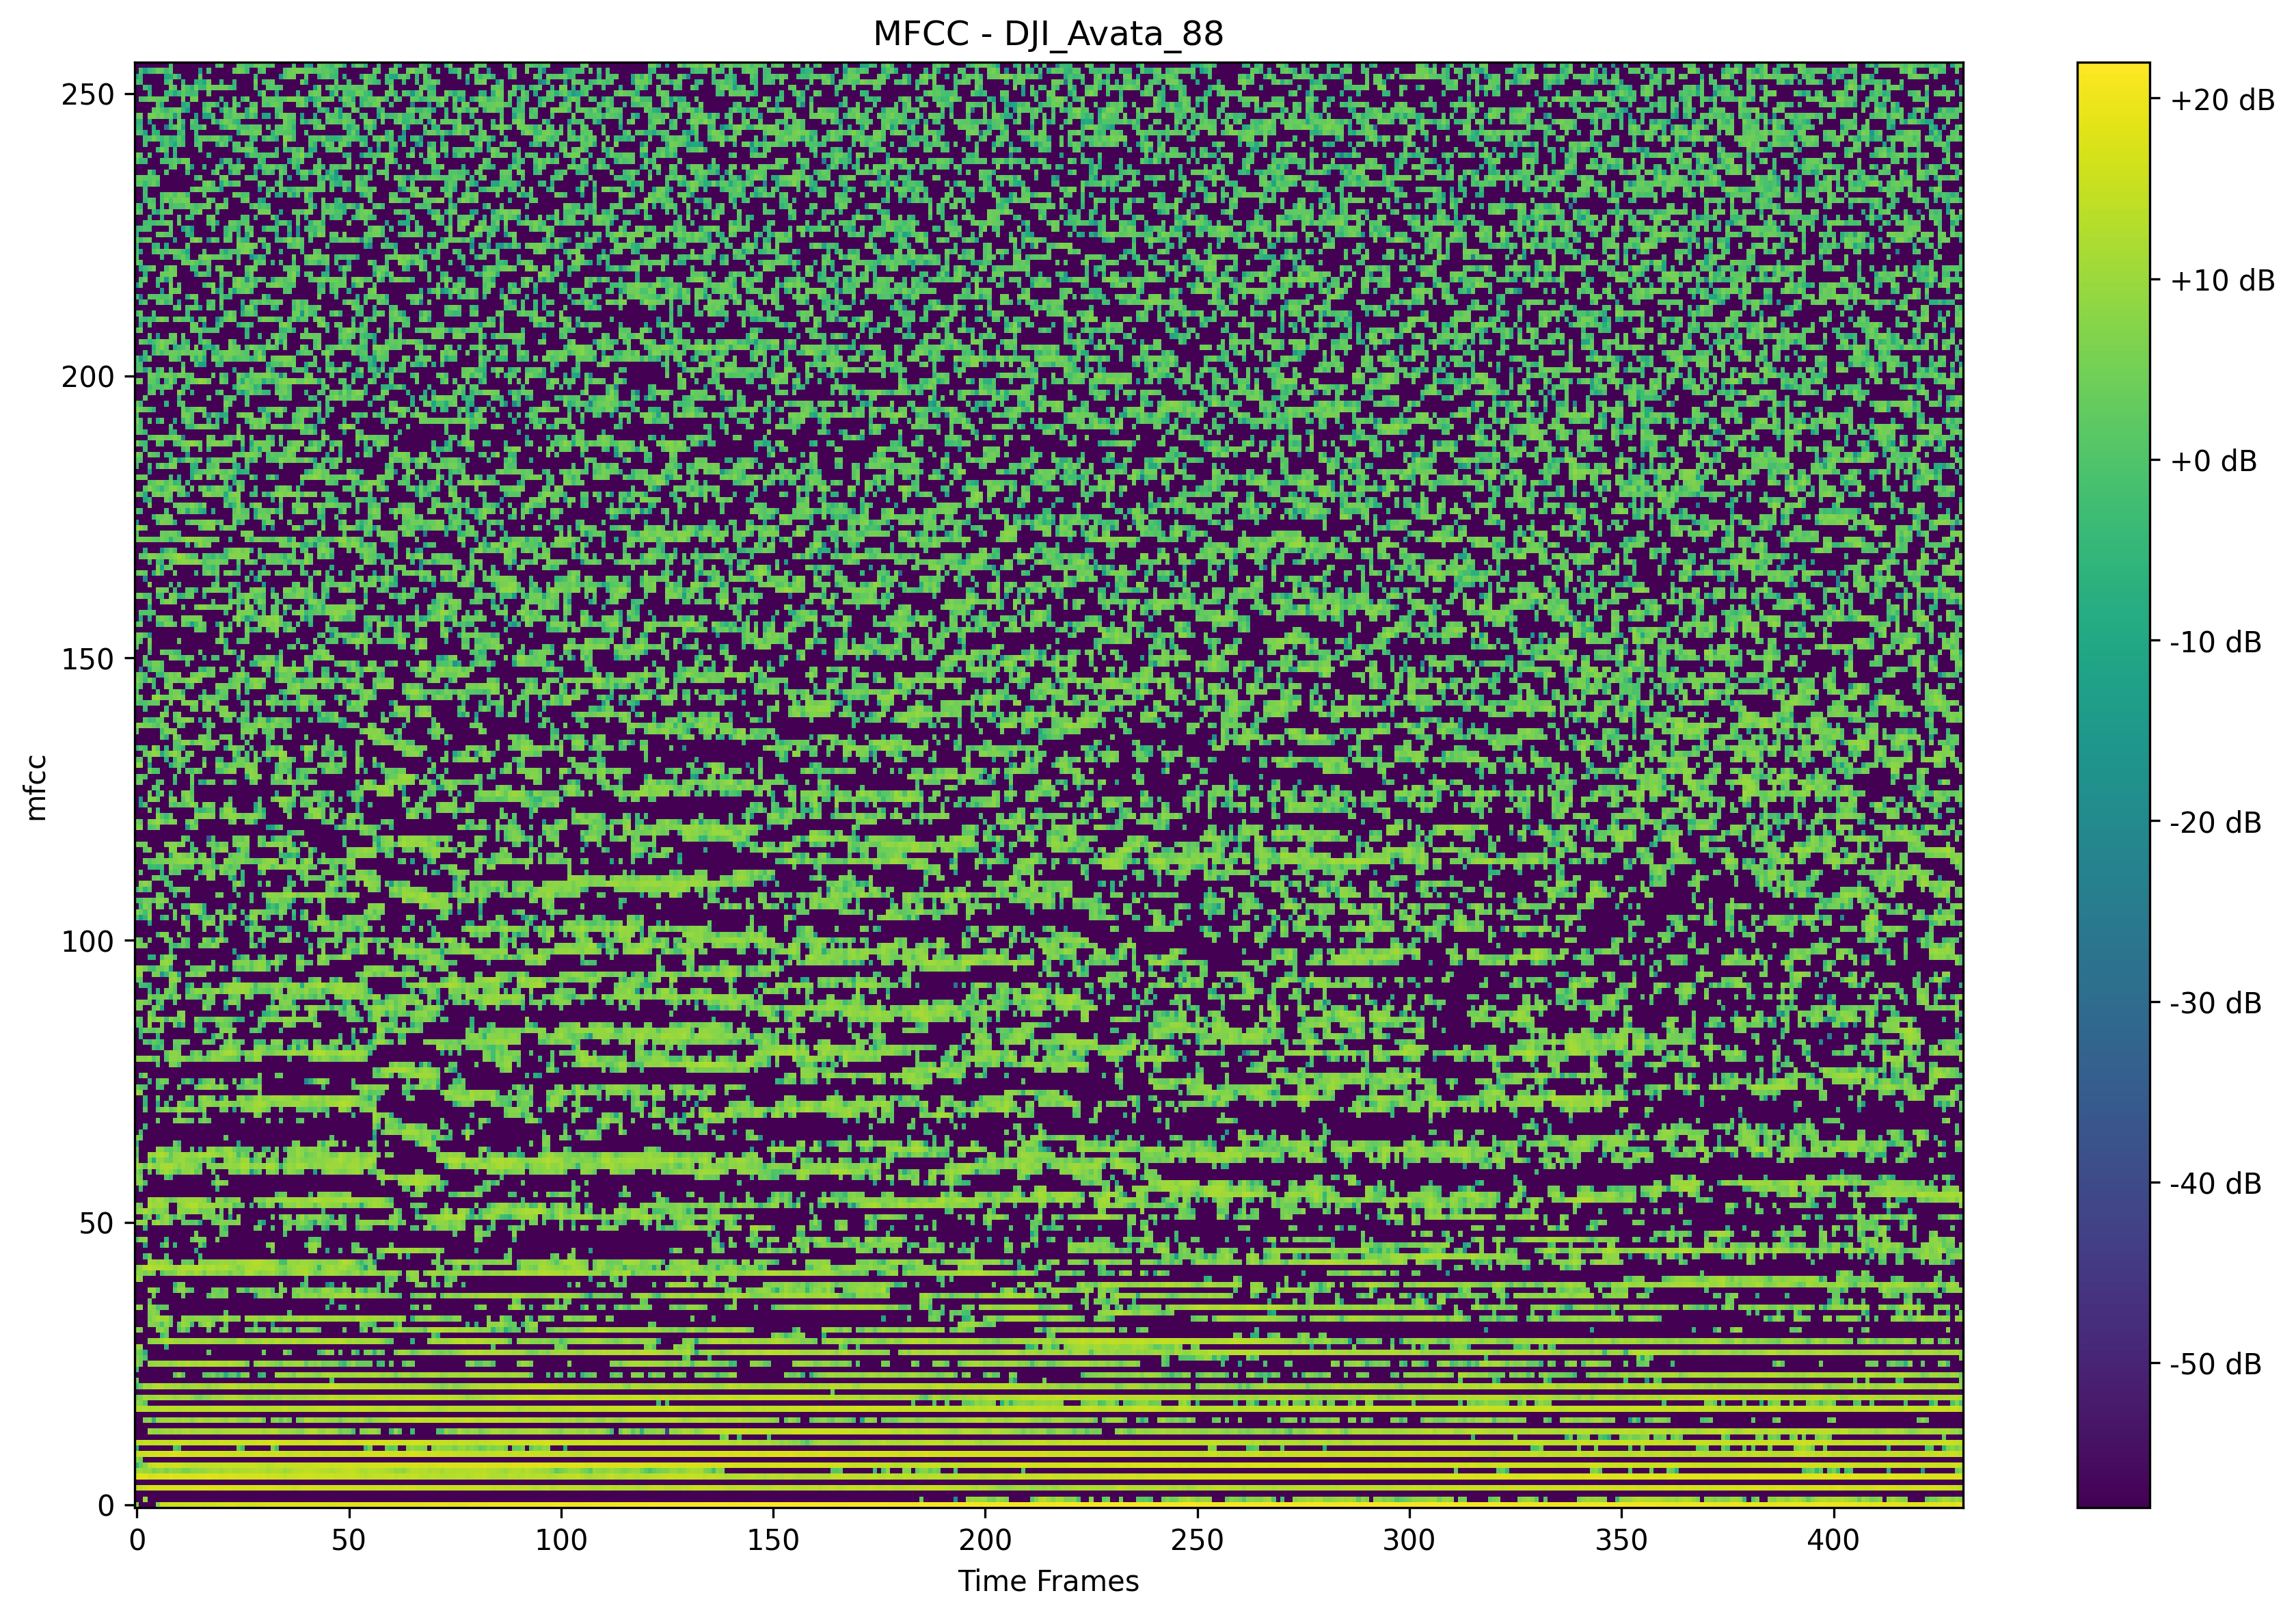 MFCC - DJI_Avata_88
250
200
150
100
50
0
mfcc
0 50 100 150 200 250 300 350 400
Time Frames
+20 dB
+10 dB
+0 dB
-10 dB
-20 dB
-30 dB
-40 dB
-50 dB